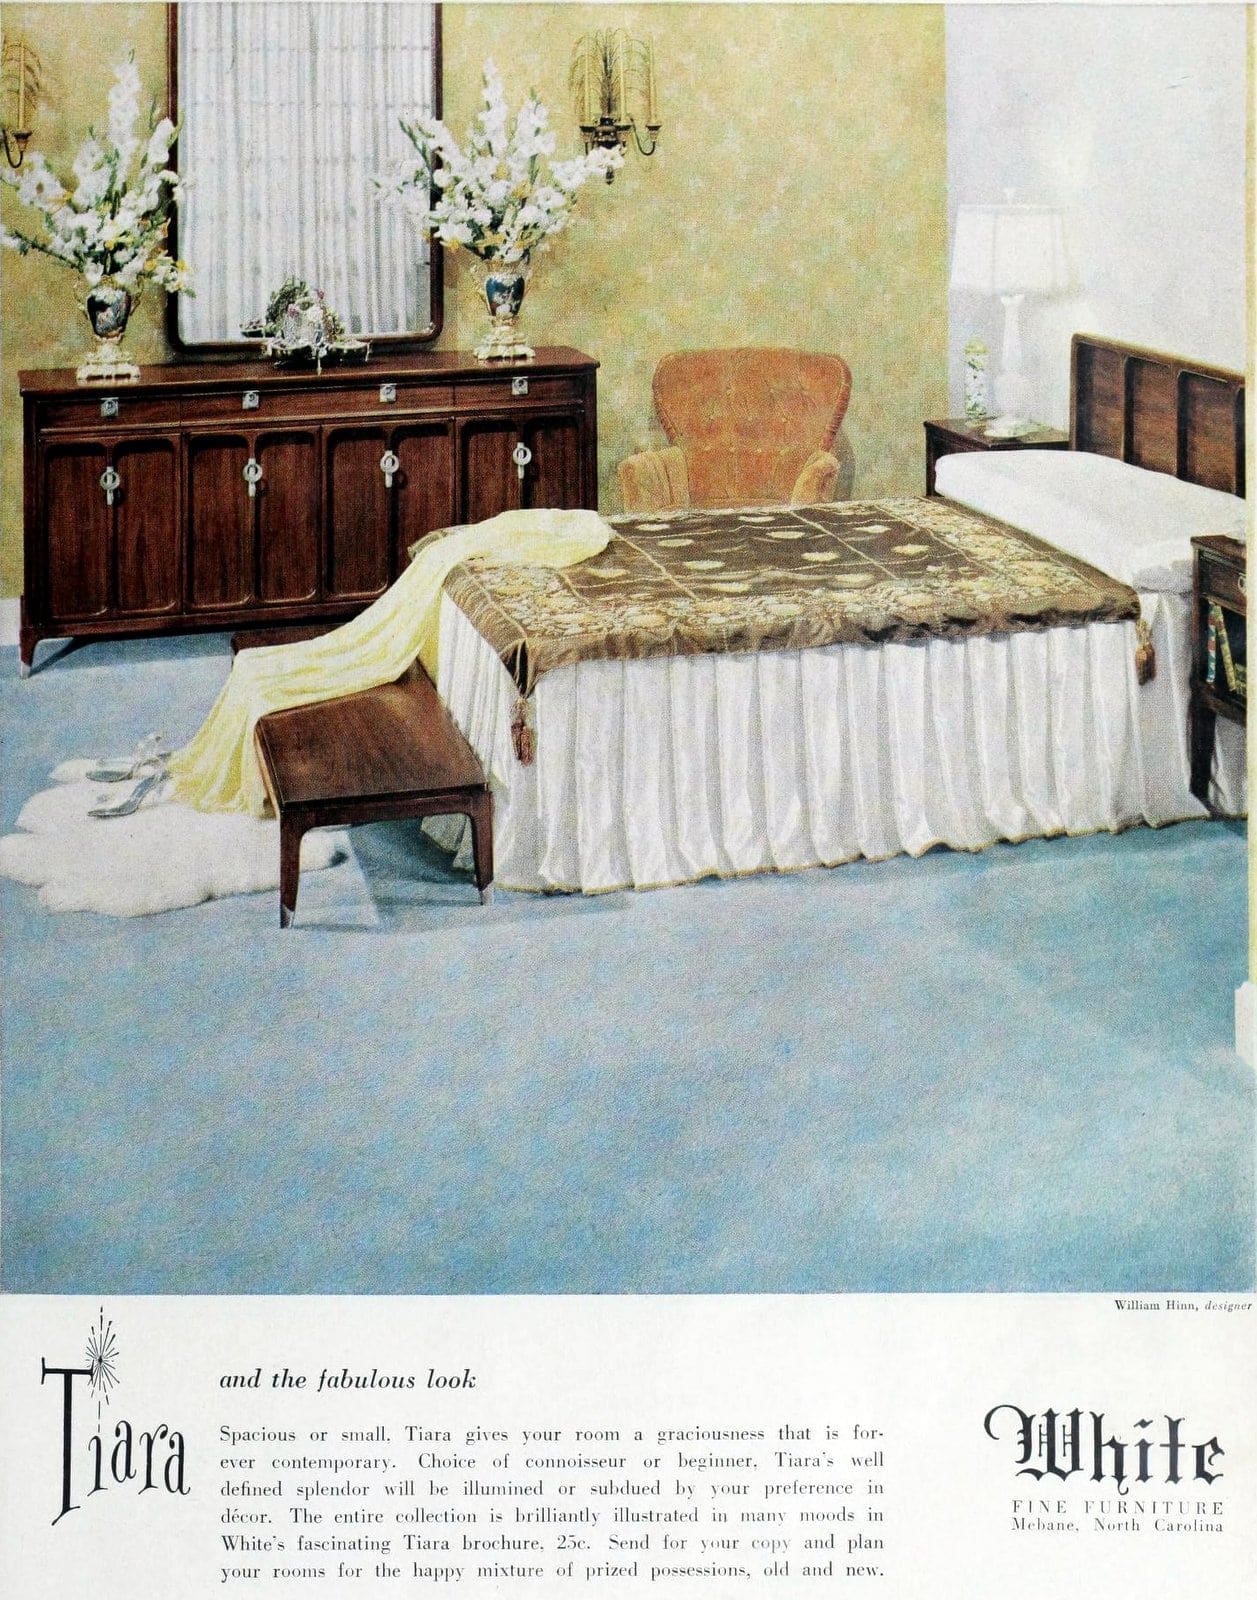 William Hinn, designer
Tiara
and the fabulous look
Spacious or small, Tiara gives your room a graciousness that is for-
ever contemporary. Choice of connoisseur or beginner, Tiara's well
defined splendor will be illumined or subdued by your preference in
décor. The entire collection is brilliantly illustrated in many moods in
White's fascinating Tiara brochure, 25c. Send for your copy and plan
your rooms for the happy mixture of prized possessions, old and new.
White
FINE FURNITURE
Mebane, North Carolina